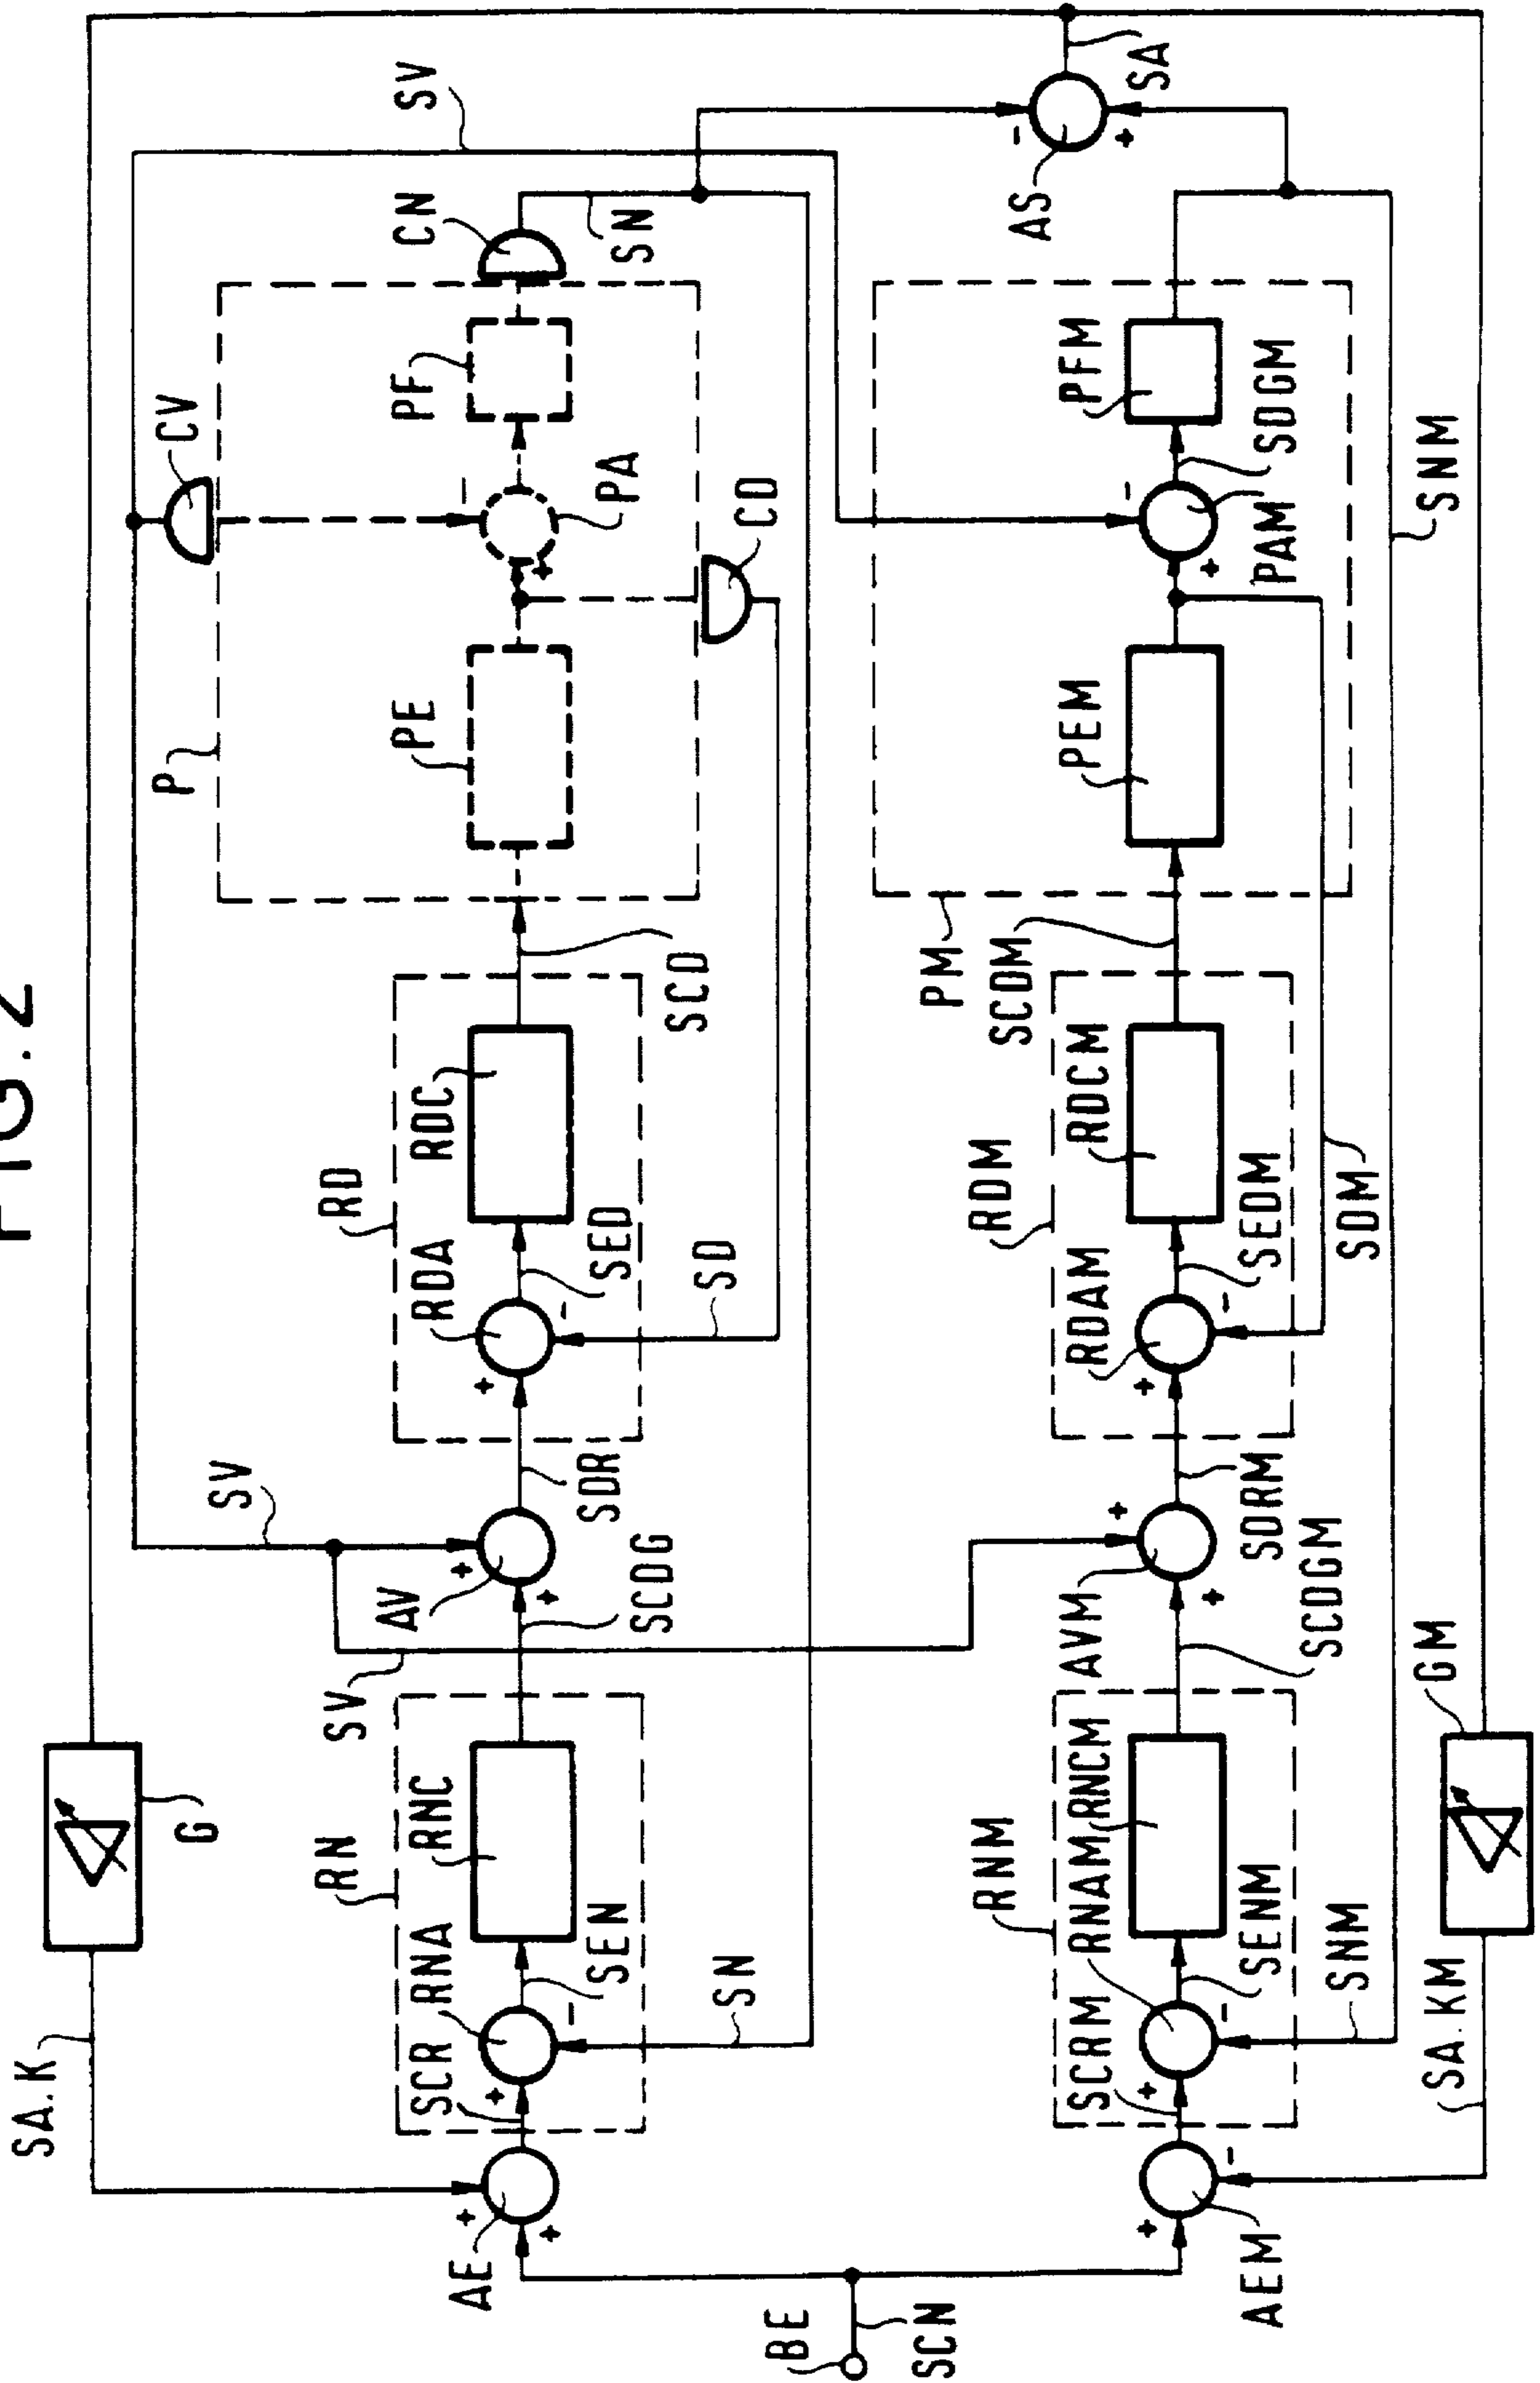 FIG.2
SA.K
G
SV
SV
CV
P
CN
PF
PE
PA
CD
SN
RD
RDC
RDA
SED
SCD
SD
AV
SDR
SCDG
SV
RN
RNC
RNA
SCR
SEN
SN
AE
BE
SCN
AS
SA
PFM
SDGM
PAM
PEM
PM
SCDM
RDM
RDCM
RDAM
SEDM
SDM
SNM
AVM
SDRM
SCDGM
RNM
RNCM
RNAM
SCRM
SENM
SNM
AEM
GM
SA.KM